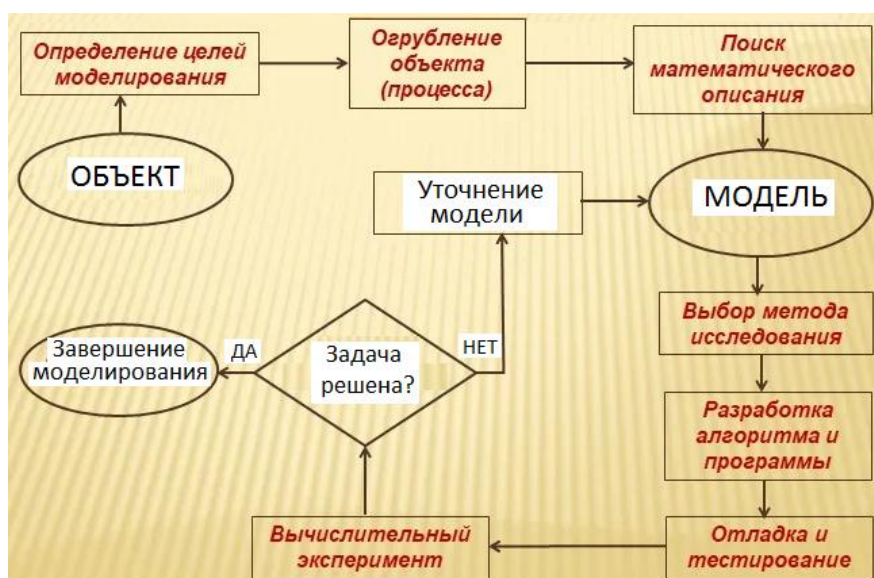 Определение целей
моделирования
Огрубление
объекта
(процесса)
Поиск
математического
описания
ОБЪЕКТ
Уточнение
модели
МОДЕЛЬ
Выбор метода
исследования
Завершение
моделирования
ДА
Задача
решена?
НЕТ
Разработка
алгоритма и
программы
Вычислительный
эксперимент
Отладка и
тестирование